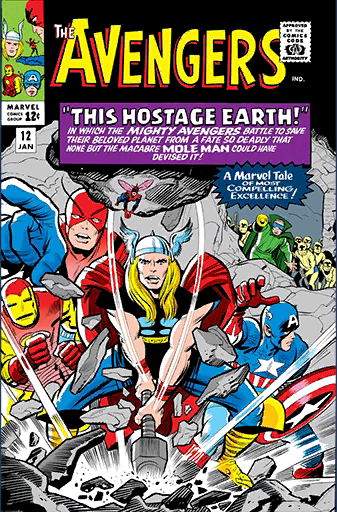 THE AVENGERS
APPROVED
BY THE
COMICS
CODE
AUTHORITY
IND.
MARVEL
COMICS
GROUP
12¢
12
JAN
"THIS HOSTAGE EARTH!"
IN WHICH THE MIGHTY AVENGERS BATTLE TO SAVE
THEIR BELOVED PLANET FROM A FATE SO DEADLY THAT
NONE BUT THE MACABRE MOLE MAN COULD HAVE
DEVISED IT!
A MARVEL TALE
OF MOST
COMPELLING
EXCELLENCE!
A